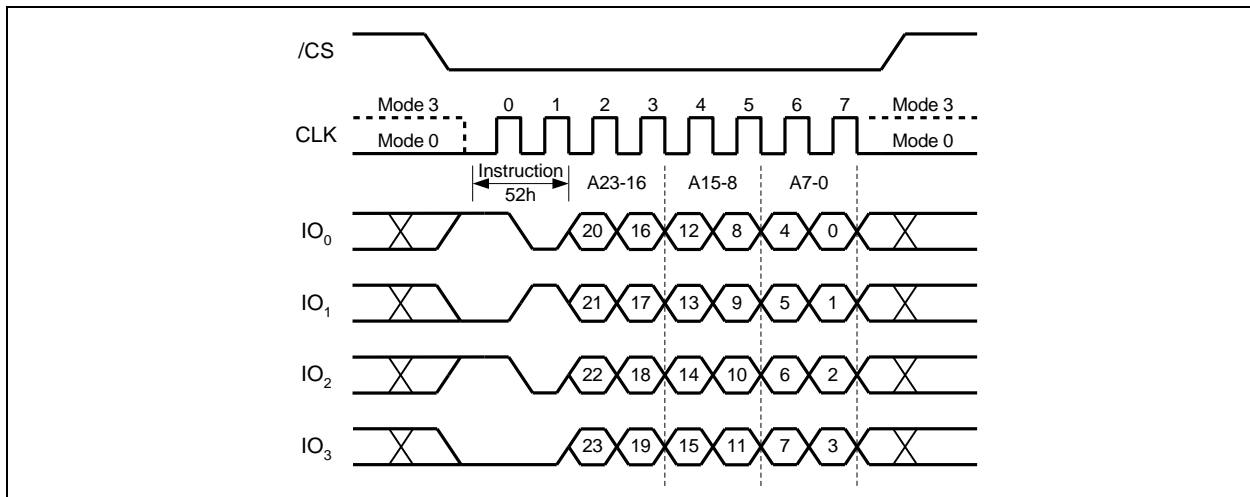 /CS
Mode 3 0 1 2 3 4 5 6 7 Mode 3
CLK
Mode 0 Mode 0
Instruction
52h
A23-16 A15-8 A7-0
IO0 20 16 12 8 4 0
IO1 21 17 13 9 5 1
IO2 22 18 14 10 6 2
IO3 23 19 15 11 7 3